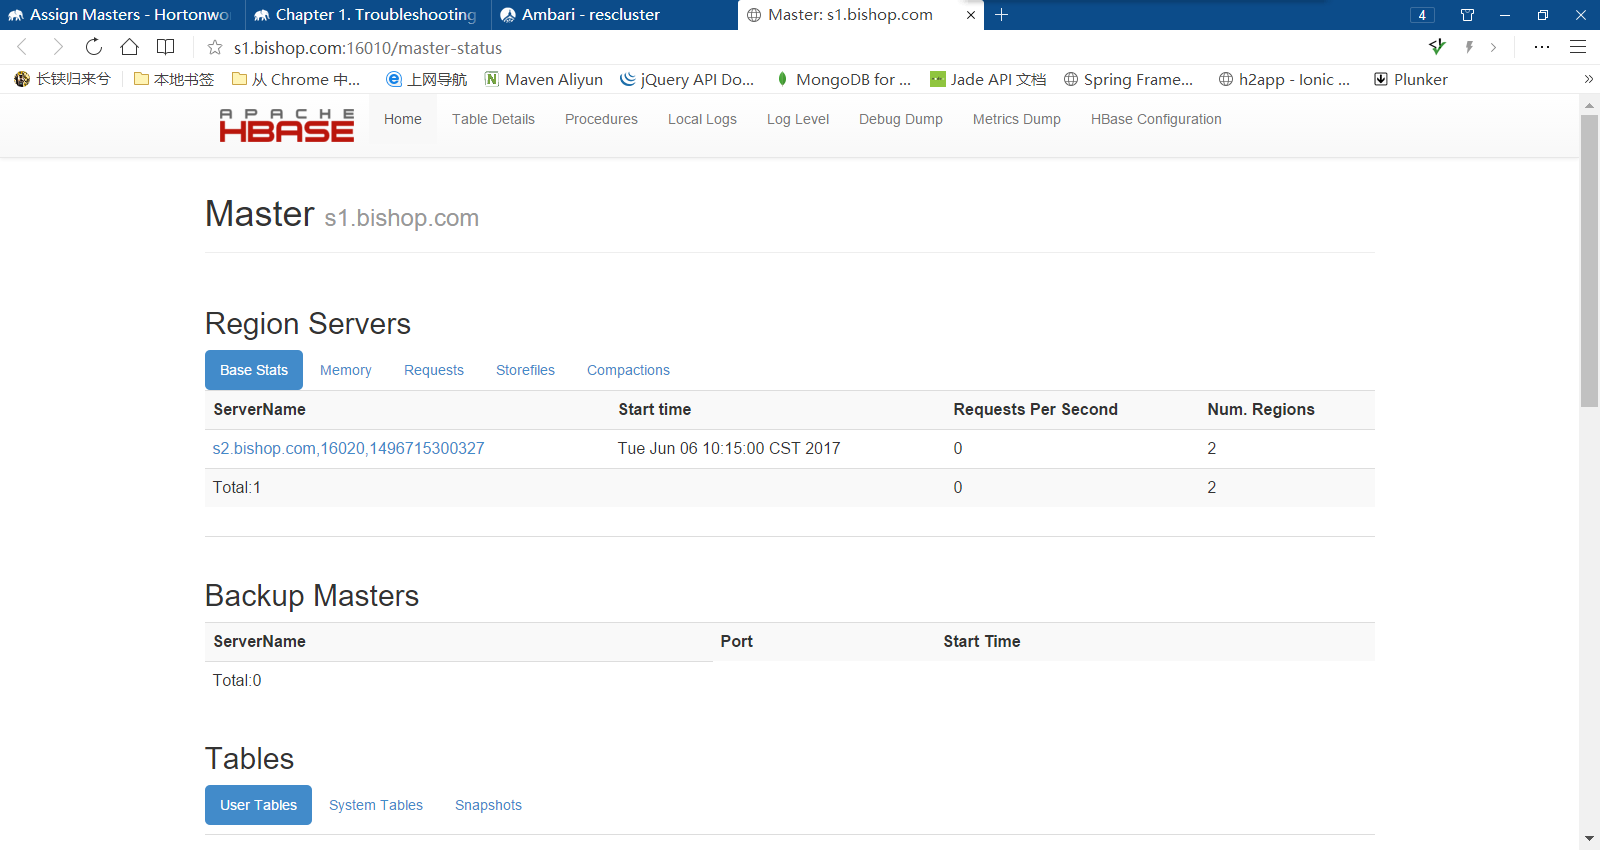 Assign Masters - Hortonwo
Chapter 1. Troubleshooting
Ambari - rescluster
Master: s1.bishop.com
4
s1.bishop.com:16010/master-status
长铗归来兮
本地书签
从 Chrome 中...
上网导航
Maven Aliyun
jQuery API Do...
MongoDB for ...
Jade API 文档
Spring Frame...
h2app - Ionic ...
Plunker
APACHE
HBASE
Home
Table Details
Procedures
Local Logs
Log Level
Debug Dump
Metrics Dump
HBase Configuration
Master s1.bishop.com
Region Servers
Base Stats
Memory
Requests
Storefiles
Compactions
ServerName Start time Requests Per Second Num. Regions
s2.bishop.com,16020,1496715300327 Tue Jun 06 10:15:00 CST 2017 0 2
Total:1 0 2
Backup Masters
ServerName Port Start Time
Total:0
Tables
User Tables
System Tables
Snapshots